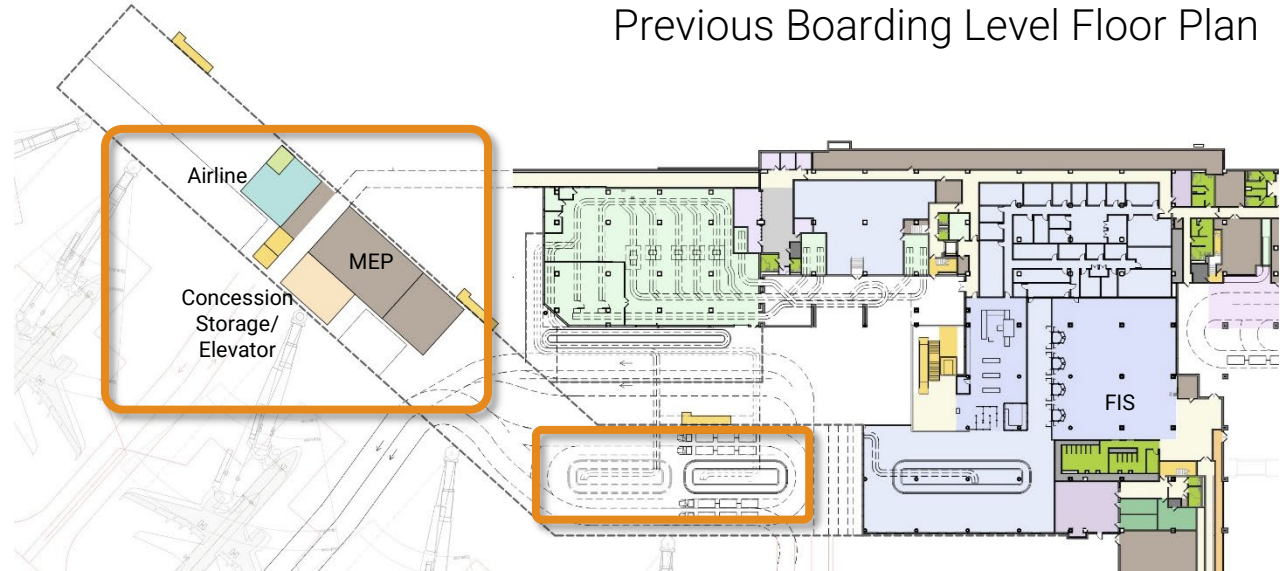 Previous Boarding Level Floor Plan
Airline
MEP
Concession
Storage/
Elevator
FIS